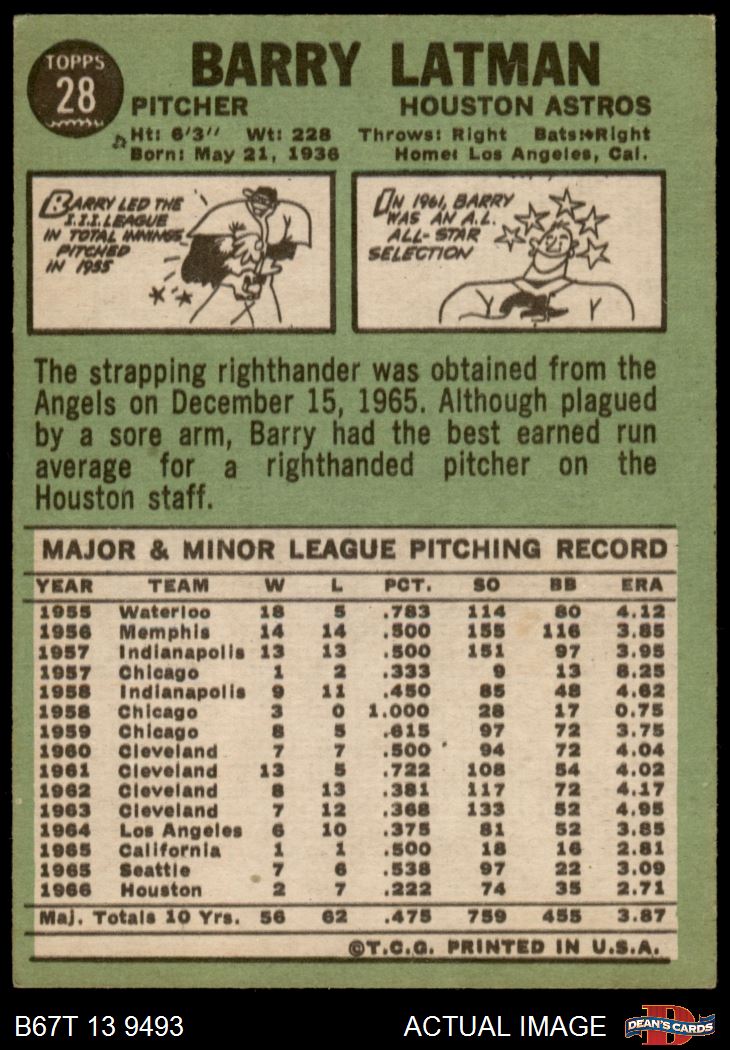 TOPPS
28
BARRY LATMAN
PITCHER HOUSTON ASTROS
Ht: 6'3" Wt: 228 Throws: Right Bats: Right
Born: May 21, 1936 Home: Los Angeles, Cal.
BARRY LED THE
I.I.I. LEAGUE
IN TOTAL INNINGS
PITCHED
IN 1955
IN 1961, BARRY
WAS AN A.L.
ALL-STAR
SELECTION
The strapping righthander was obtained from the
Angels on December 15, 1965. Although plagued
by a sore arm, Barry had the best earned run
average for a righthanded pitcher on the
Houston staff.
MAJOR & MINOR LEAGUE PITCHING RECORD
YEAR TEAM W L PCT. SO BB ERA
1955 Waterloo 18 5 .783 114 80 4.12
1956 Memphis 14 14 .500 155 116 3.85
1957 Indianapolis 13 13 .500 151 97 3.95
1957 Chicago 1 2 .333 9 13 8.25
1958 Indianapolis 9 11 .450 85 48 4.62
1958 Chicago 3 0 1.000 28 17 0.75
1959 Chicago 8 5 .615 97 72 3.75
1960 Cleveland 7 7 .500 94 72 4.04
1961 Cleveland 13 5 .722 108 54 4.02
1962 Cleveland 8 13 .381 117 72 4.17
1963 Cleveland 7 12 .368 133 52 4.95
1964 Los Angeles 6 10 .375 81 52 3.85
1965 California 1 1 .500 18 16 2.81
1965 Seattle 7 6 .538 97 22 3.09
1966 Houston 2 7 .222 74 35 2.71
Maj. Totals 10 Yrs. 56 62 .475 759 455 3.87
©T.C.G. PRINTED IN U.S.A.
B67T 13 9493 ACTUAL IMAGE
D
DEAN'S CARDS